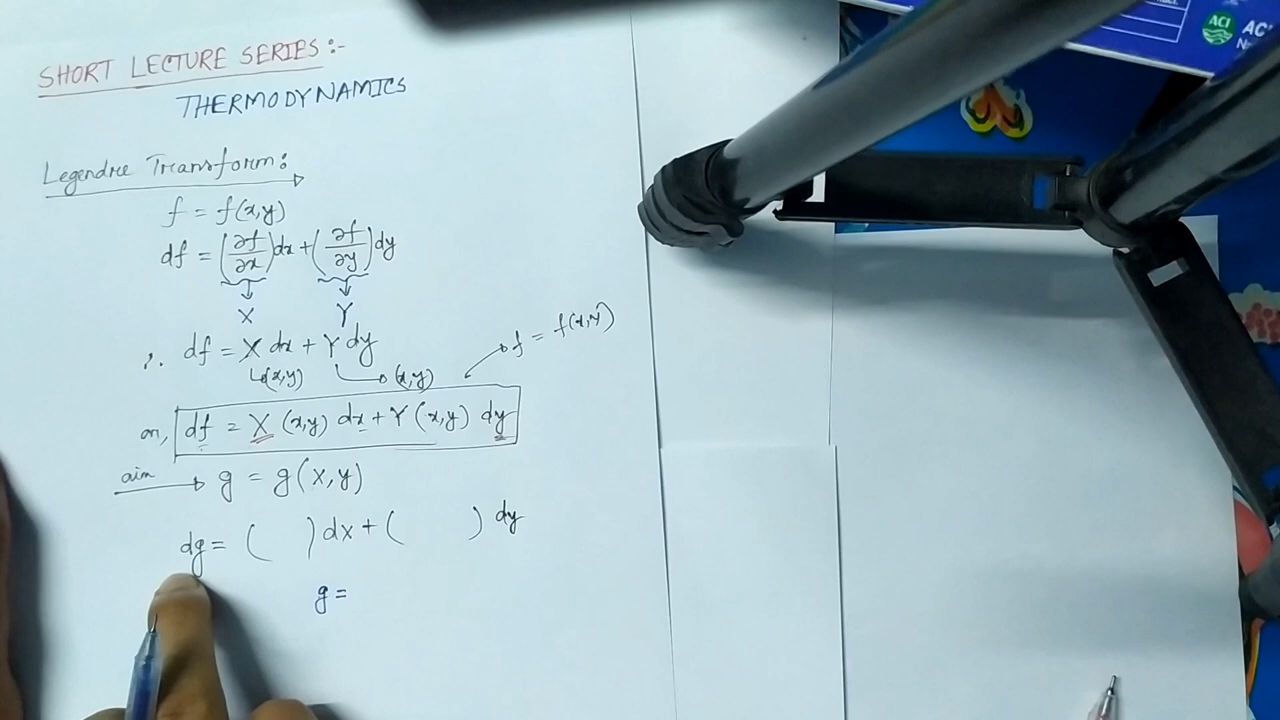 SHORT LECTURE SERIES:-
THERMODYNAMICS
Legendre Transform:
f = f(x,y)
df = (∂f/∂x)dx + (∂f/∂y)dy
X Y
∴ df = X dx + Y dy
(x,y) (x,y)
f = f(x,y)
or, df = X (x,y) dx + Y (x,y) dy
aim → g = g(X,y)
dg = ( ) dX + ( ) dy
g =
ACI